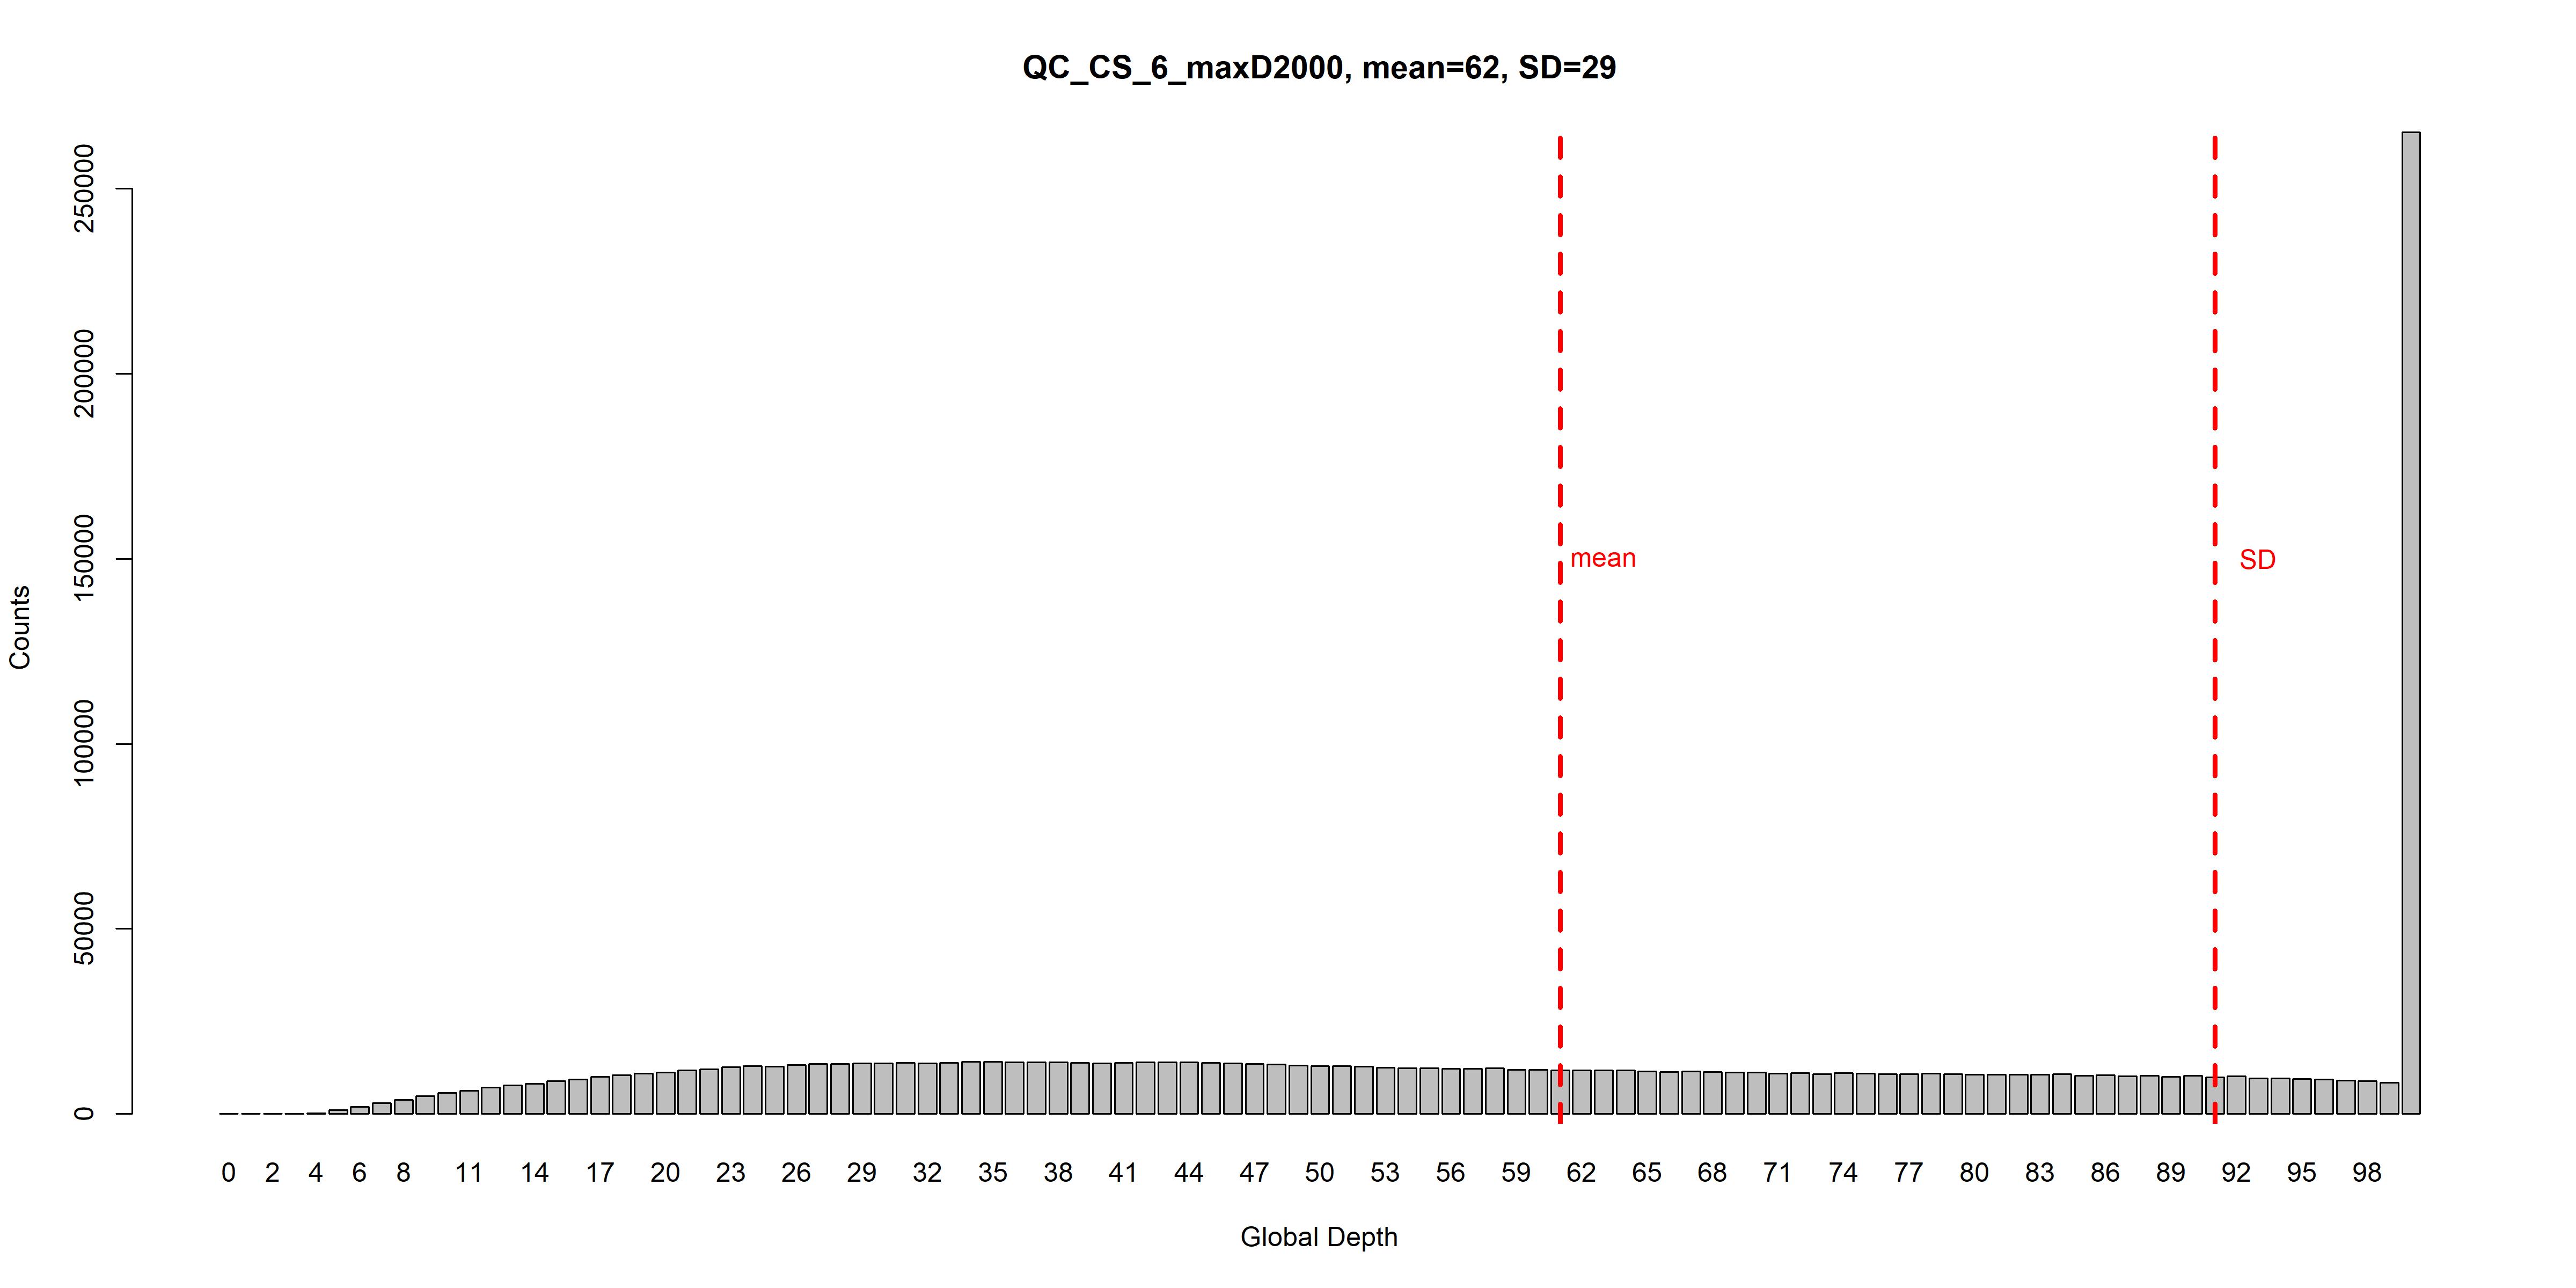 QC_CS_6_maxD2000, mean=62, SD=29
250000
200000
150000
100000
50000
0
Counts
mean
SD
0 2 4 6 8 11 14 17 20 23 26 29 32 35 38 41 44 47 50 53 56 59 62 65 68 71 74 77 80 83 86 89 92 95 98
Global Depth